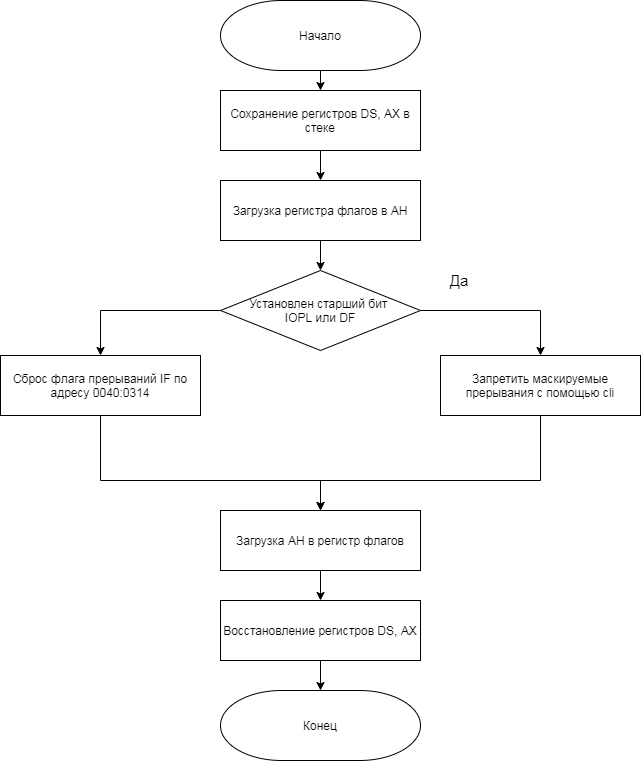 Начало
Сохранение регистров DS, AX в
стеке
Загрузка регистра флагов в AH
Да
Установлен старший бит
IOPL или DF
Сброс флага прерываний IF по
адресу 0040:0314
Запретить маскируемые
прерывания с помощью cli
Загрузка AH в регистр флагов
Восстановление регистров DS, AX
Конец